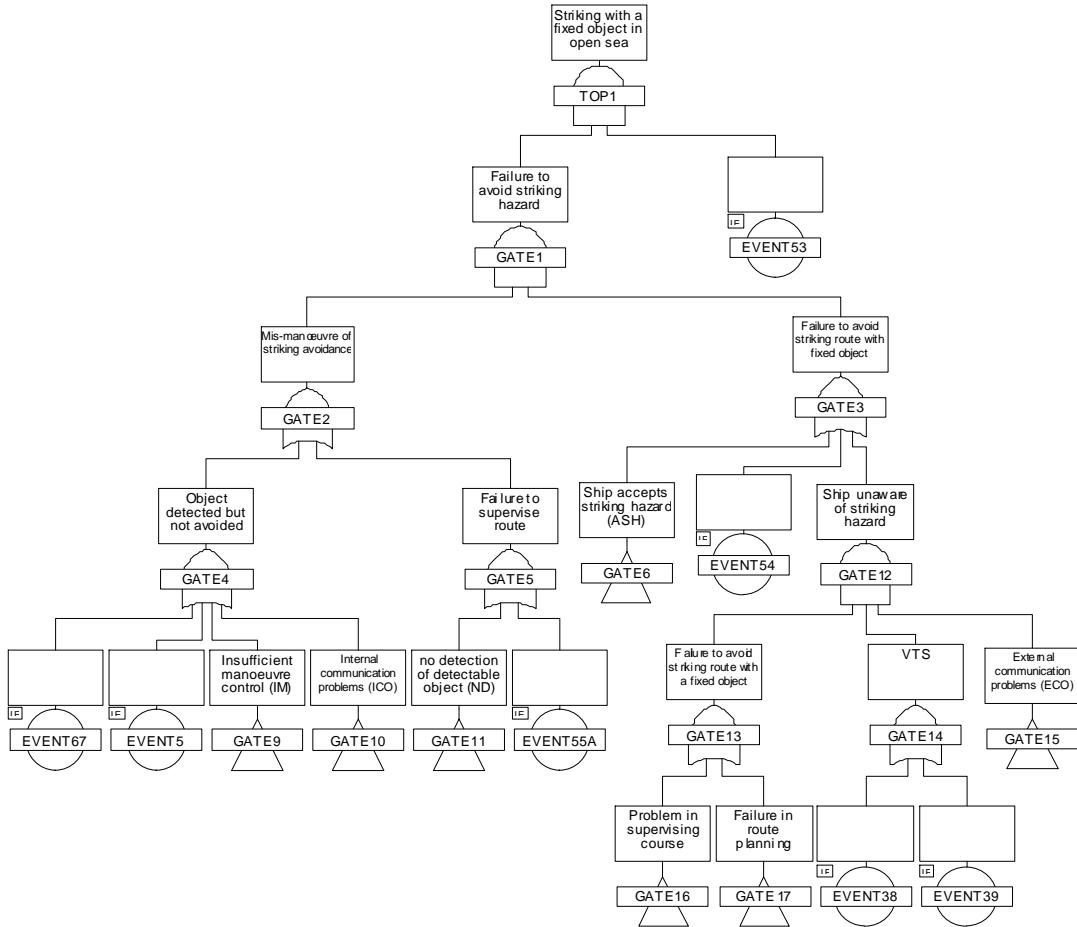 Striking with a
fixed object in
open sea
TOP1
Failure to
avoid striking
hazard
GATE1
IE
EVENT53
Mis-manœuvre of
striking avoidance
GATE2
Failure to avoid
striking route with
fixed object
GATE3
Object
detected but
not avoided
GATE4
Failure to
supervise
route
GATE5
Ship accepts
striking hazard
(ASH)
GATE6
IE
EVENT54
Ship unaware
of striking
hazard
GATE12
IE
EVENT67
IE
EVENT5
Insufficient
manoeuvre
control (IM)
GATE9
Internal
communication
problems (ICO)
GATE10
no detection
of detectable
object (ND)
GATE11
IE
EVENT55A
Failure to avoid
striking route with
a fixed object
GATE13
VTS
GATE14
External
communication
problems (ECO)
GATE15
Problem in
supervising
course
GATE16
Failure in
route
planning
GATE17
IE
EVENT38
IE
EVENT39